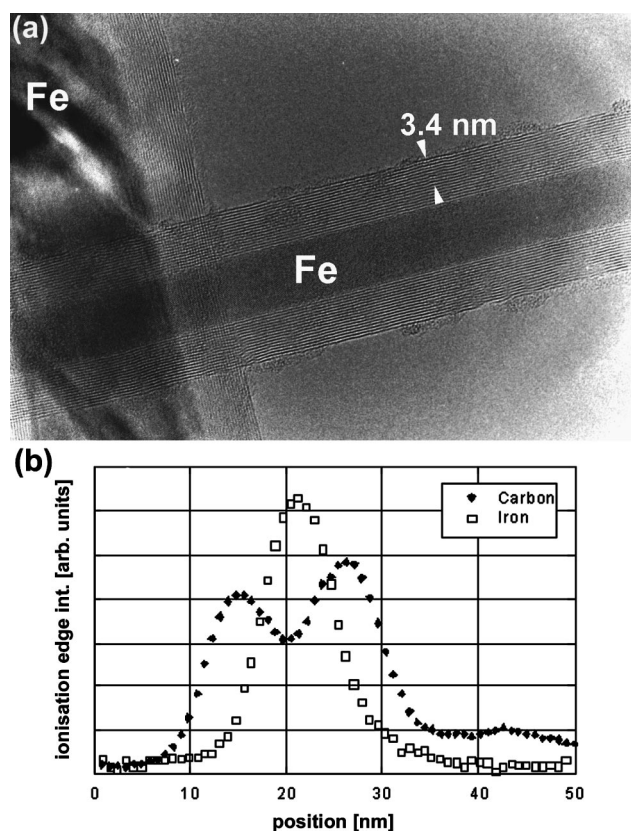 (a)
Fe
3.4 nm
Fe
(b)
ionisation edge int. [arb. units]
Carbon
Iron
0 10 20 30 40 50
position [nm]